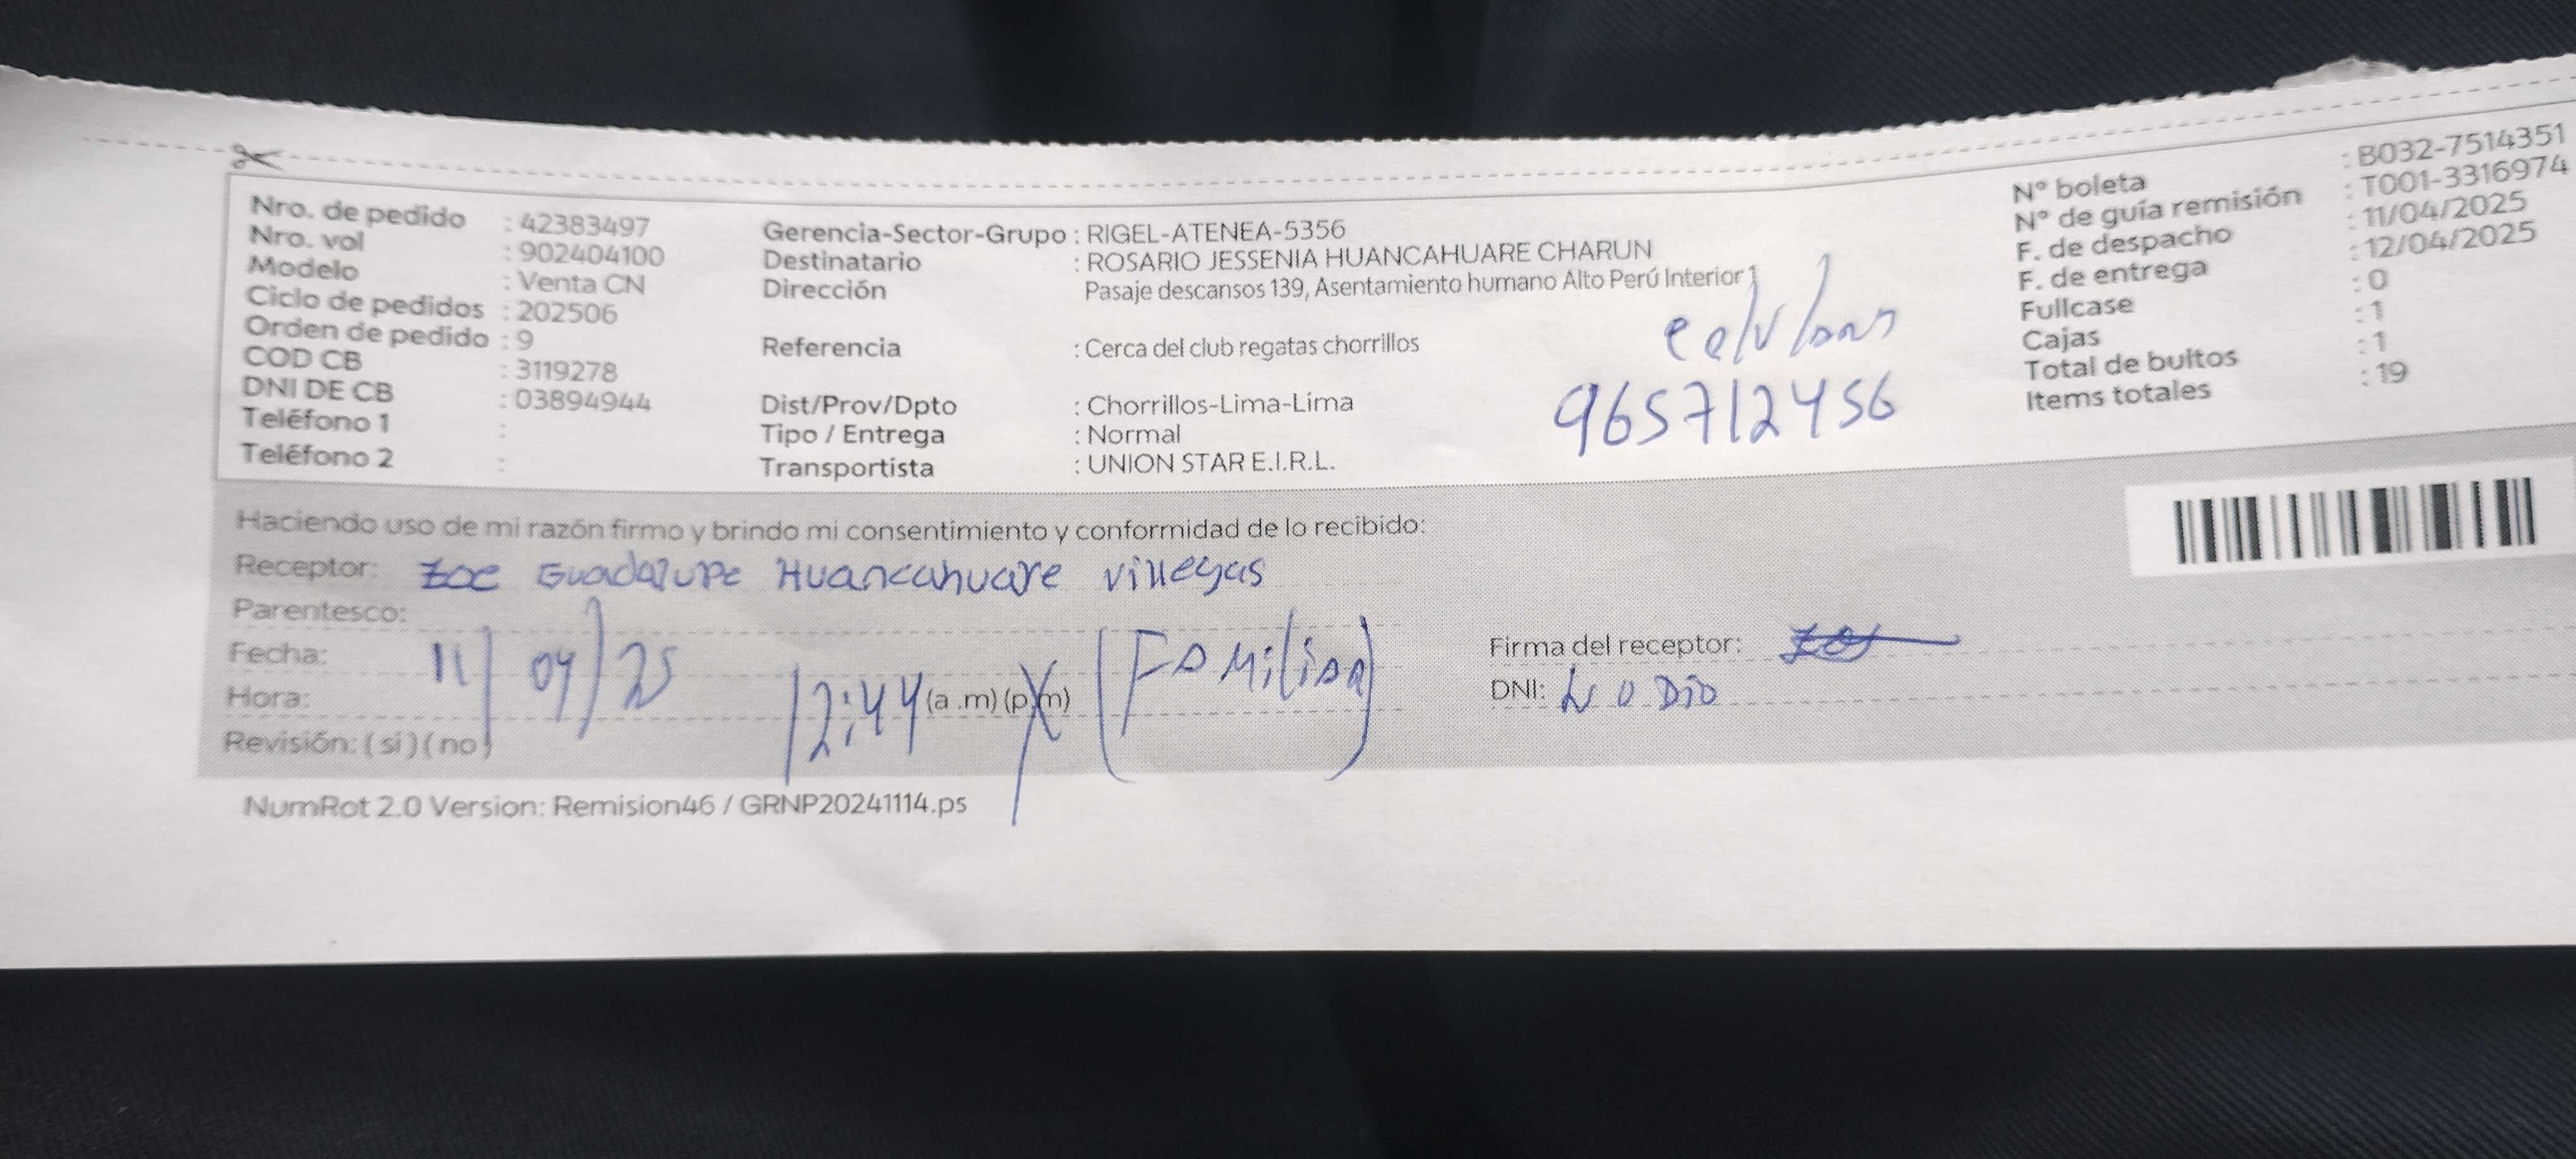 Nro. de pedido : 42383497
Nro. vol : 902404100
Modelo : Venta CN
Ciclo de pedidos : 202506
Orden de pedido : 9
COD CB : 3119278
DNI DE CB : 03894944
Teléfono 1 :
Teléfono 2 :
Gerencia-Sector-Grupo : RIGEL-ATENEA-5356
Destinatario : ROSARIO JESSENIA HUANCAHUARE CHARUN
Dirección Pasaje descansos 139, Asentamiento humano Alto Perú Interior 1
Referencia : Cerca del club regatas chorrillos
Dist/Prov/Dpto : Chorrillos-Lima-Lima
Tipo / Entrega : Normal
Transportista : UNION STAR E.I.R.L.
965712456
Nº boleta : B032-7514351
Nº de guía remisión : T001-3316974
F. de despacho : 11/04/2025
F. de entrega : 12/04/2025
Fullcase : 0
Cajas : 1
Total de bultos : 1
Items totales : 19
Haciendo uso de mi razón firmo y brindo mi consentimiento y conformidad de lo recibido:
Receptor: Zoe Guadalupe Huancahuare Villegas
Parentesco:
Fecha: 11/04/25
Hora: 12:44 (a .m) (p.m) (Familiar)
Revisión: ( si ) ( no )
Firma del receptor: Zoe
DNI: NO DIO
NumRot 2.0 Version: Remision46 / GRNP20241114.ps